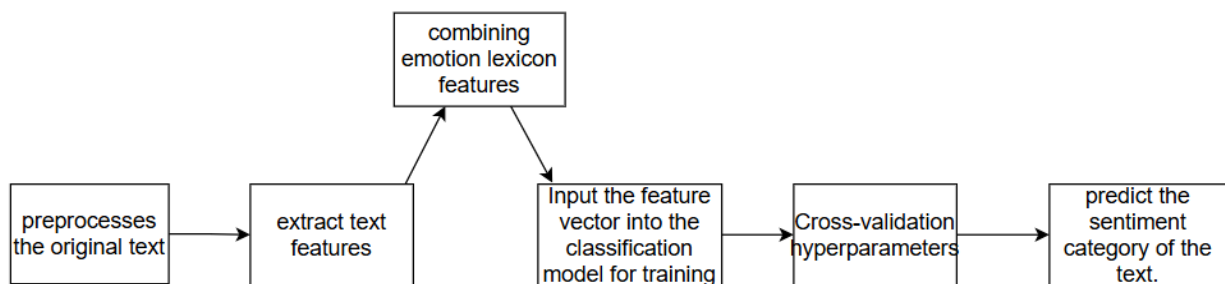 combining
emotion lexicon
features
preprocesses
the original text
extract text
features
Input the feature
vector into the
classification
model for training
Cross-validation
hyperparameters
predict the
sentiment
category of the
text.